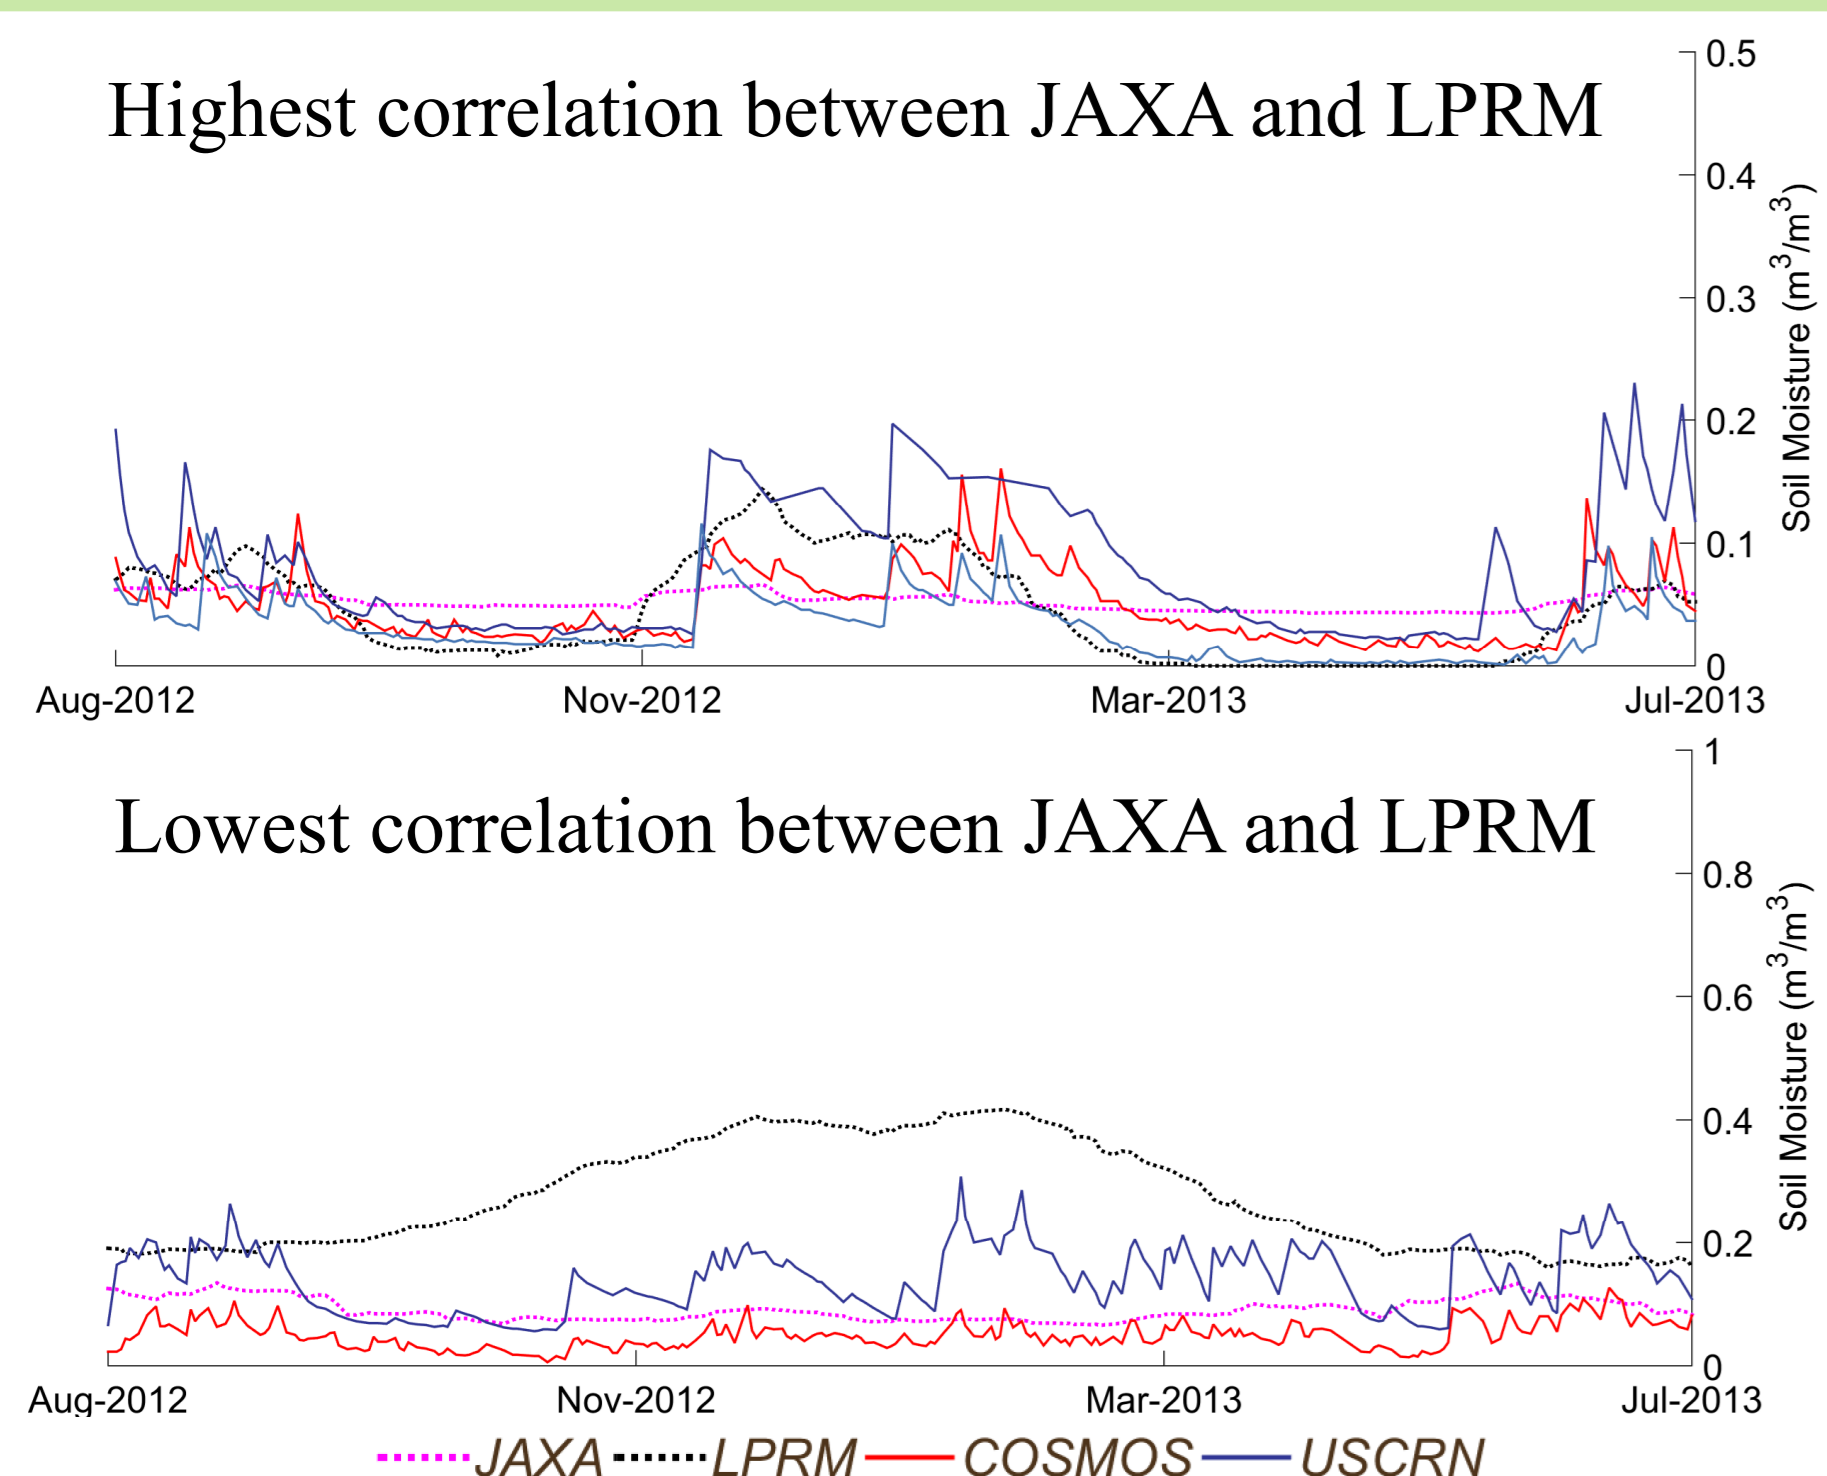 Highest correlation between JAXA and LPRM
0.5
0.4
0.3
0.2
0.1
0
Soil Moisture (m³/m³)
Aug-2012 Nov-2012 Mar-2013 Jul-2013
Lowest correlation between JAXA and LPRM
1
0.8
0.6
0.4
0.2
0
Soil Moisture (m³/m³)
Aug-2012 Nov-2012 Mar-2013 Jul-2013
JAXA LPRM COSMOS USCRN